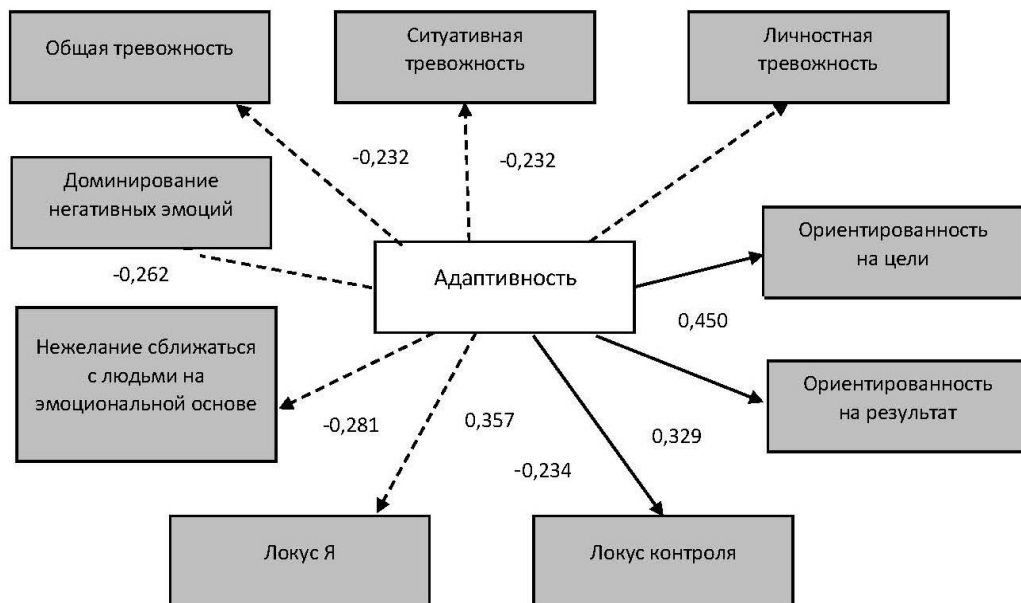 Общая тревожность
Ситуативная
тревожность
Личностная
тревожность
-0,232
-0,232
Доминирование
негативных эмоций
-0,262
Адаптивность
Ориентированность
на цели
0,450
Нежелание сближаться
с людьми на
эмоциональной основе
-0,281
0,357
-0,234
0,329
Ориентированность
на результат
Локус Я
Локус контроля